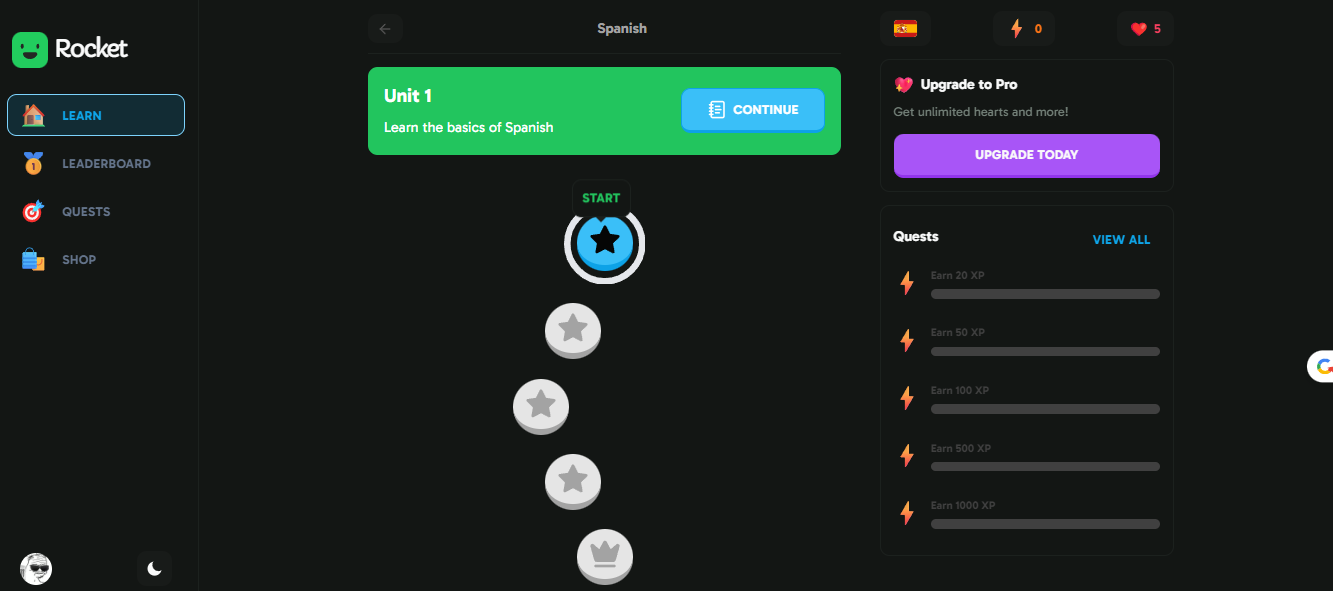 Rocket
LEARN
LEADERBOARD
QUESTS
SHOP
Spanish
Unit 1
Learn the basics of Spanish
CONTINUE
START
0
5
Upgrade to Pro
Get unlimited hearts and more!
UPGRADE TODAY
Quests
VIEW ALL
Earn 20 XP
Earn 50 XP
Earn 100 XP
Earn 500 XP
Earn 1000 XP